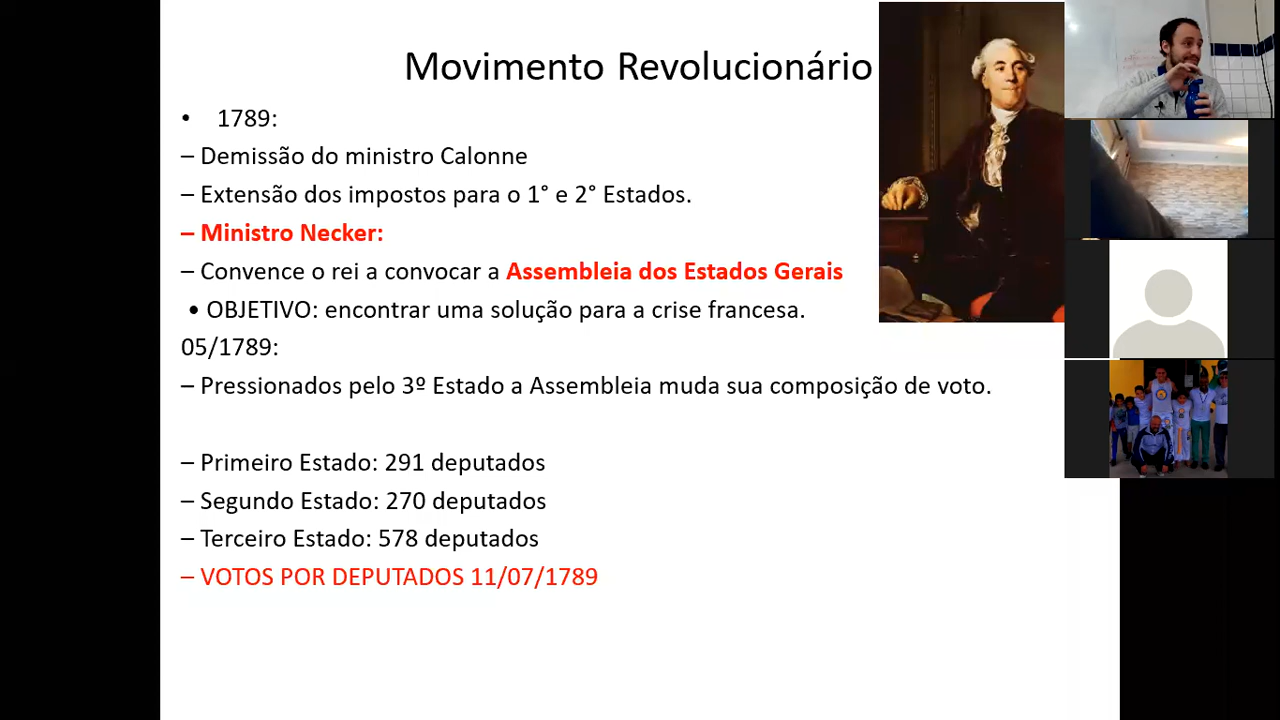 Movimento Revolucionário
• 1789:
– Demissão do ministro Calonne
– Extensão dos impostos para o 1° e 2° Estados.
– Ministro Necker:
– Convence o rei a convocar a Assembleia dos Estados Gerais
• OBJETIVO: encontrar uma solução para a crise francesa.
05/1789:
– Pressionados pelo 3º Estado a Assembleia muda sua composição de voto.
– Primeiro Estado: 291 deputados
– Segundo Estado: 270 deputados
– Terceiro Estado: 578 deputados
– VOTOS POR DEPUTADOS 11/07/1789